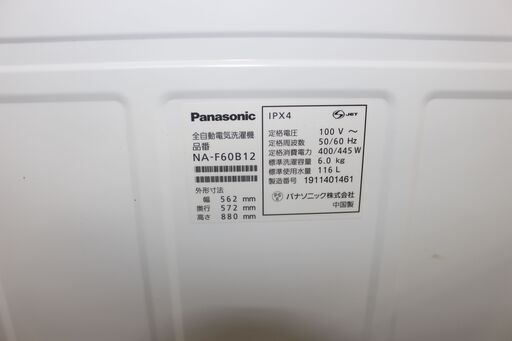 Panasonic
全自動電気洗濯機
品番
NA-F60B12
外形寸法
幅 562 mm
奥行 572 mm
高さ 880 mm
IPX4
JET
定格電圧 100 V ～
定格周波数 50/60 Hz
定格消費電力 400/445 W
標準洗濯容量 6.0 kg
標準使用水量 116 L
製造番号 1911401461
パナソニック株式会社
中国製